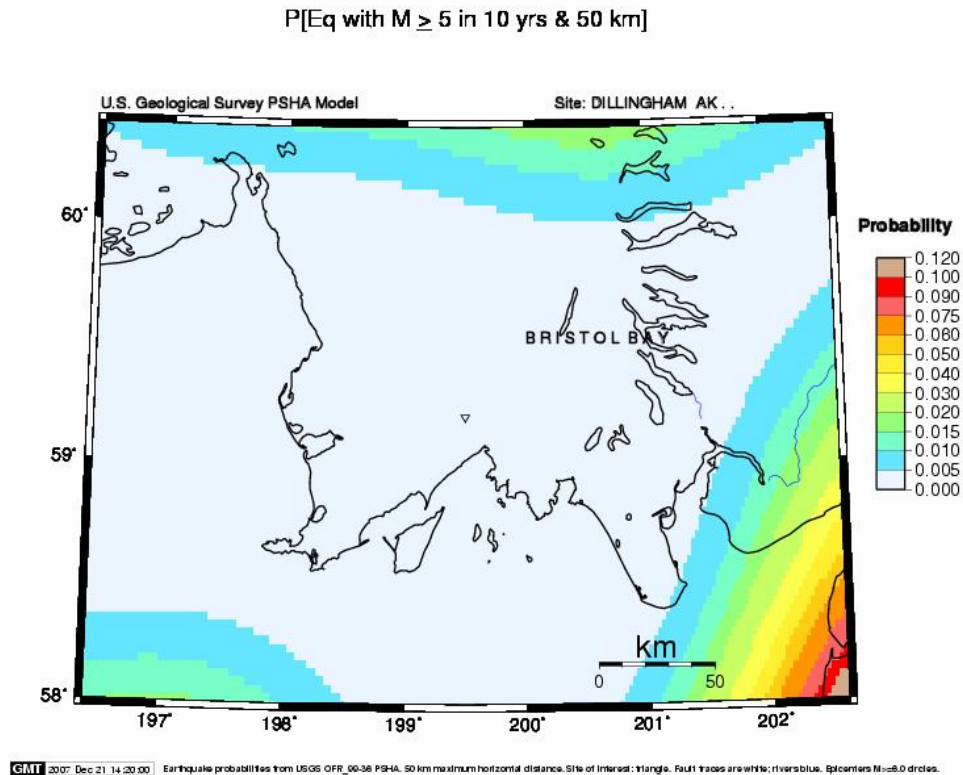 P[Eq with M ≥ 5 in 10 yrs & 50 km]
U.S. Geological Survey PSHA Model Site: DILLINGHAM AK . .
60˚
59˚
58˚
197˚ 198˚ 199˚ 200˚ 201˚ 202˚
BRISTOL BAY
km
0 50
Probability
0.120
0.100
0.090
0.075
0.060
0.050
0.040
0.030
0.020
0.015
0.010
0.005
0.000
GMT 2007 Dec 21 14:20:00 Earthquake probabilities from USGS OFR_99-36 PSHA. 50 km maximum horizontal distance. Site of interest: triangle. Fault traces are white; rivers blue. Epicenters M>=6.0 circles.